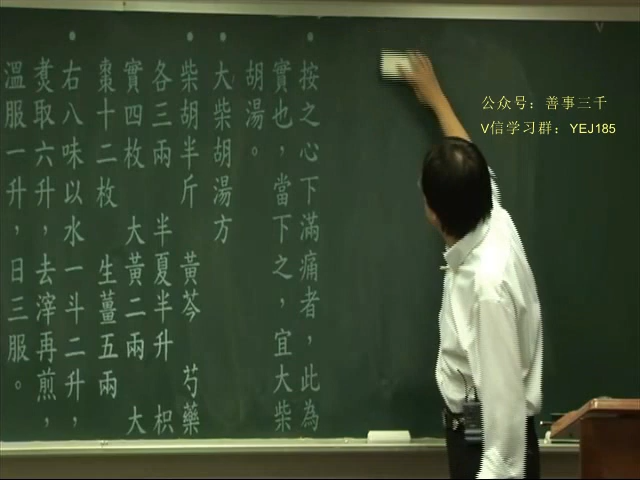 按之心下滿痛者，此為
實也，當下之，宜大柴
胡湯。
大柴胡湯方
柴胡半斤 黃芩 芍藥
各三兩 半夏半升 枳
實四枚 大黃二兩 大
棗十二枚 生薑五兩
右八味以水一斗二升，
煑取六升，去滓再煎，
溫服一升，日三服。
公众号：善事三千
V信学习群：YEJ185